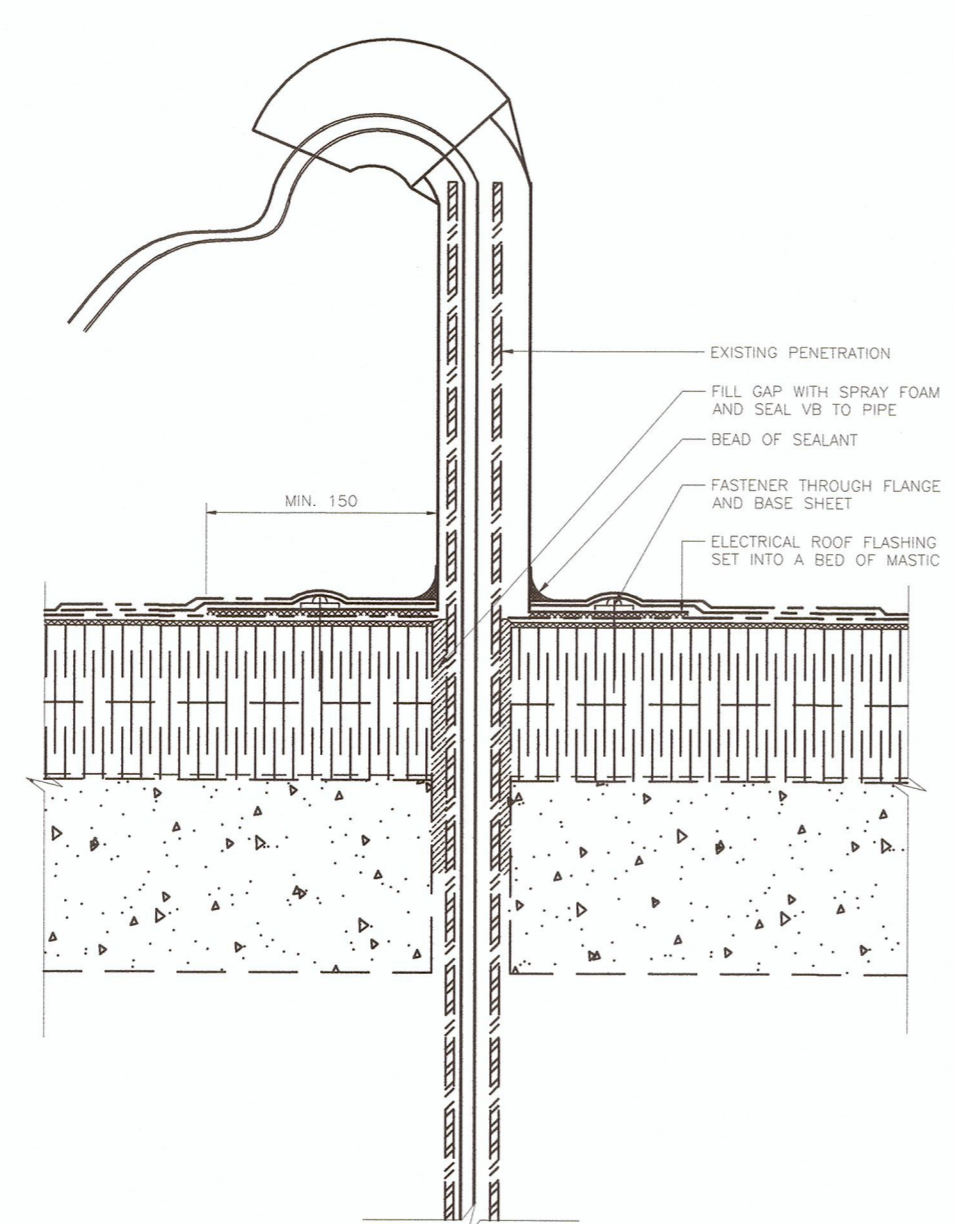 EXISTING PENETRATION
FILL GAP WITH SPRAY FOAM
AND SEAL VB TO PIPE
BEAD OF SEALANT
FASTENER THROUGH FLANGE
AND BASE SHEET
MIN. 150
ELECTRICAL ROOF FLASHING
SET INTO A BED OF MASTIC